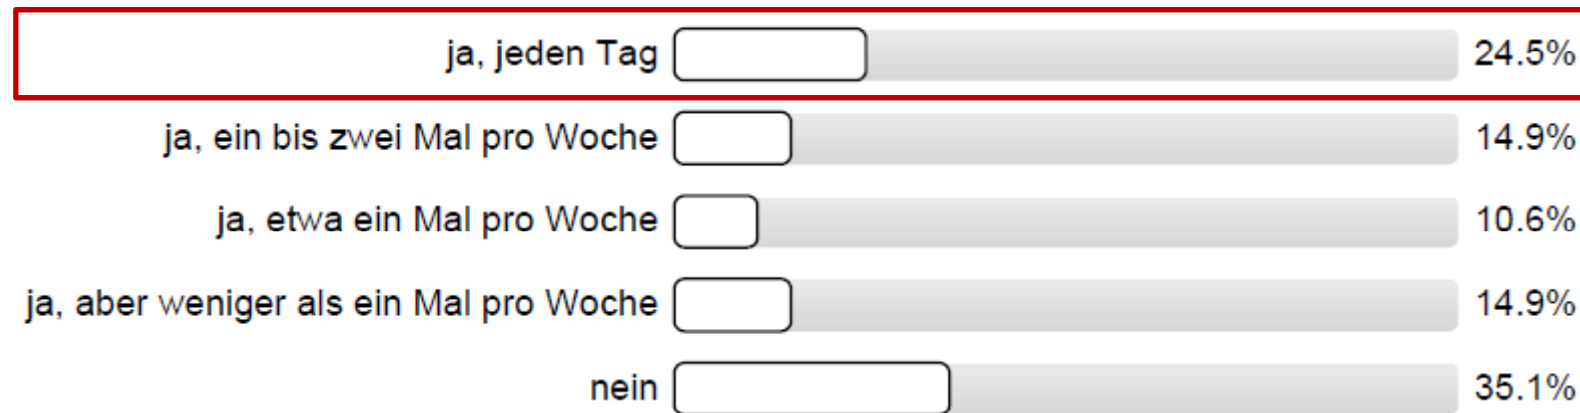 ja, jeden Tag 24.5%
ja, ein bis zwei Mal pro Woche 14.9%
ja, etwa ein Mal pro Woche 10.6%
ja, aber weniger als ein Mal pro Woche 14.9%
nein 35.1%